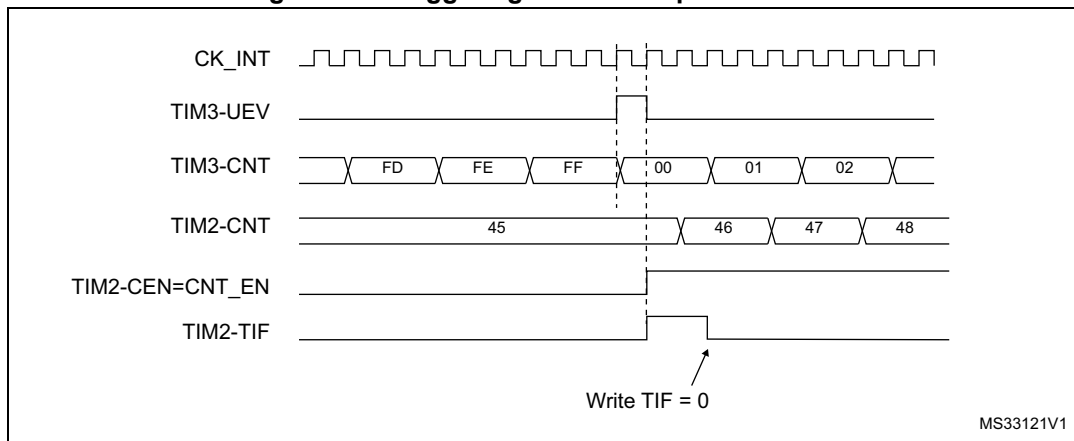 CK_INT
TIM3-UEV
TIM3-CNT FD FE FF 00 01 02
TIM2-CNT 45 46 47 48
TIM2-CEN=CNT_EN
TIM2-TIF
Write TIF = 0
MS33121V1